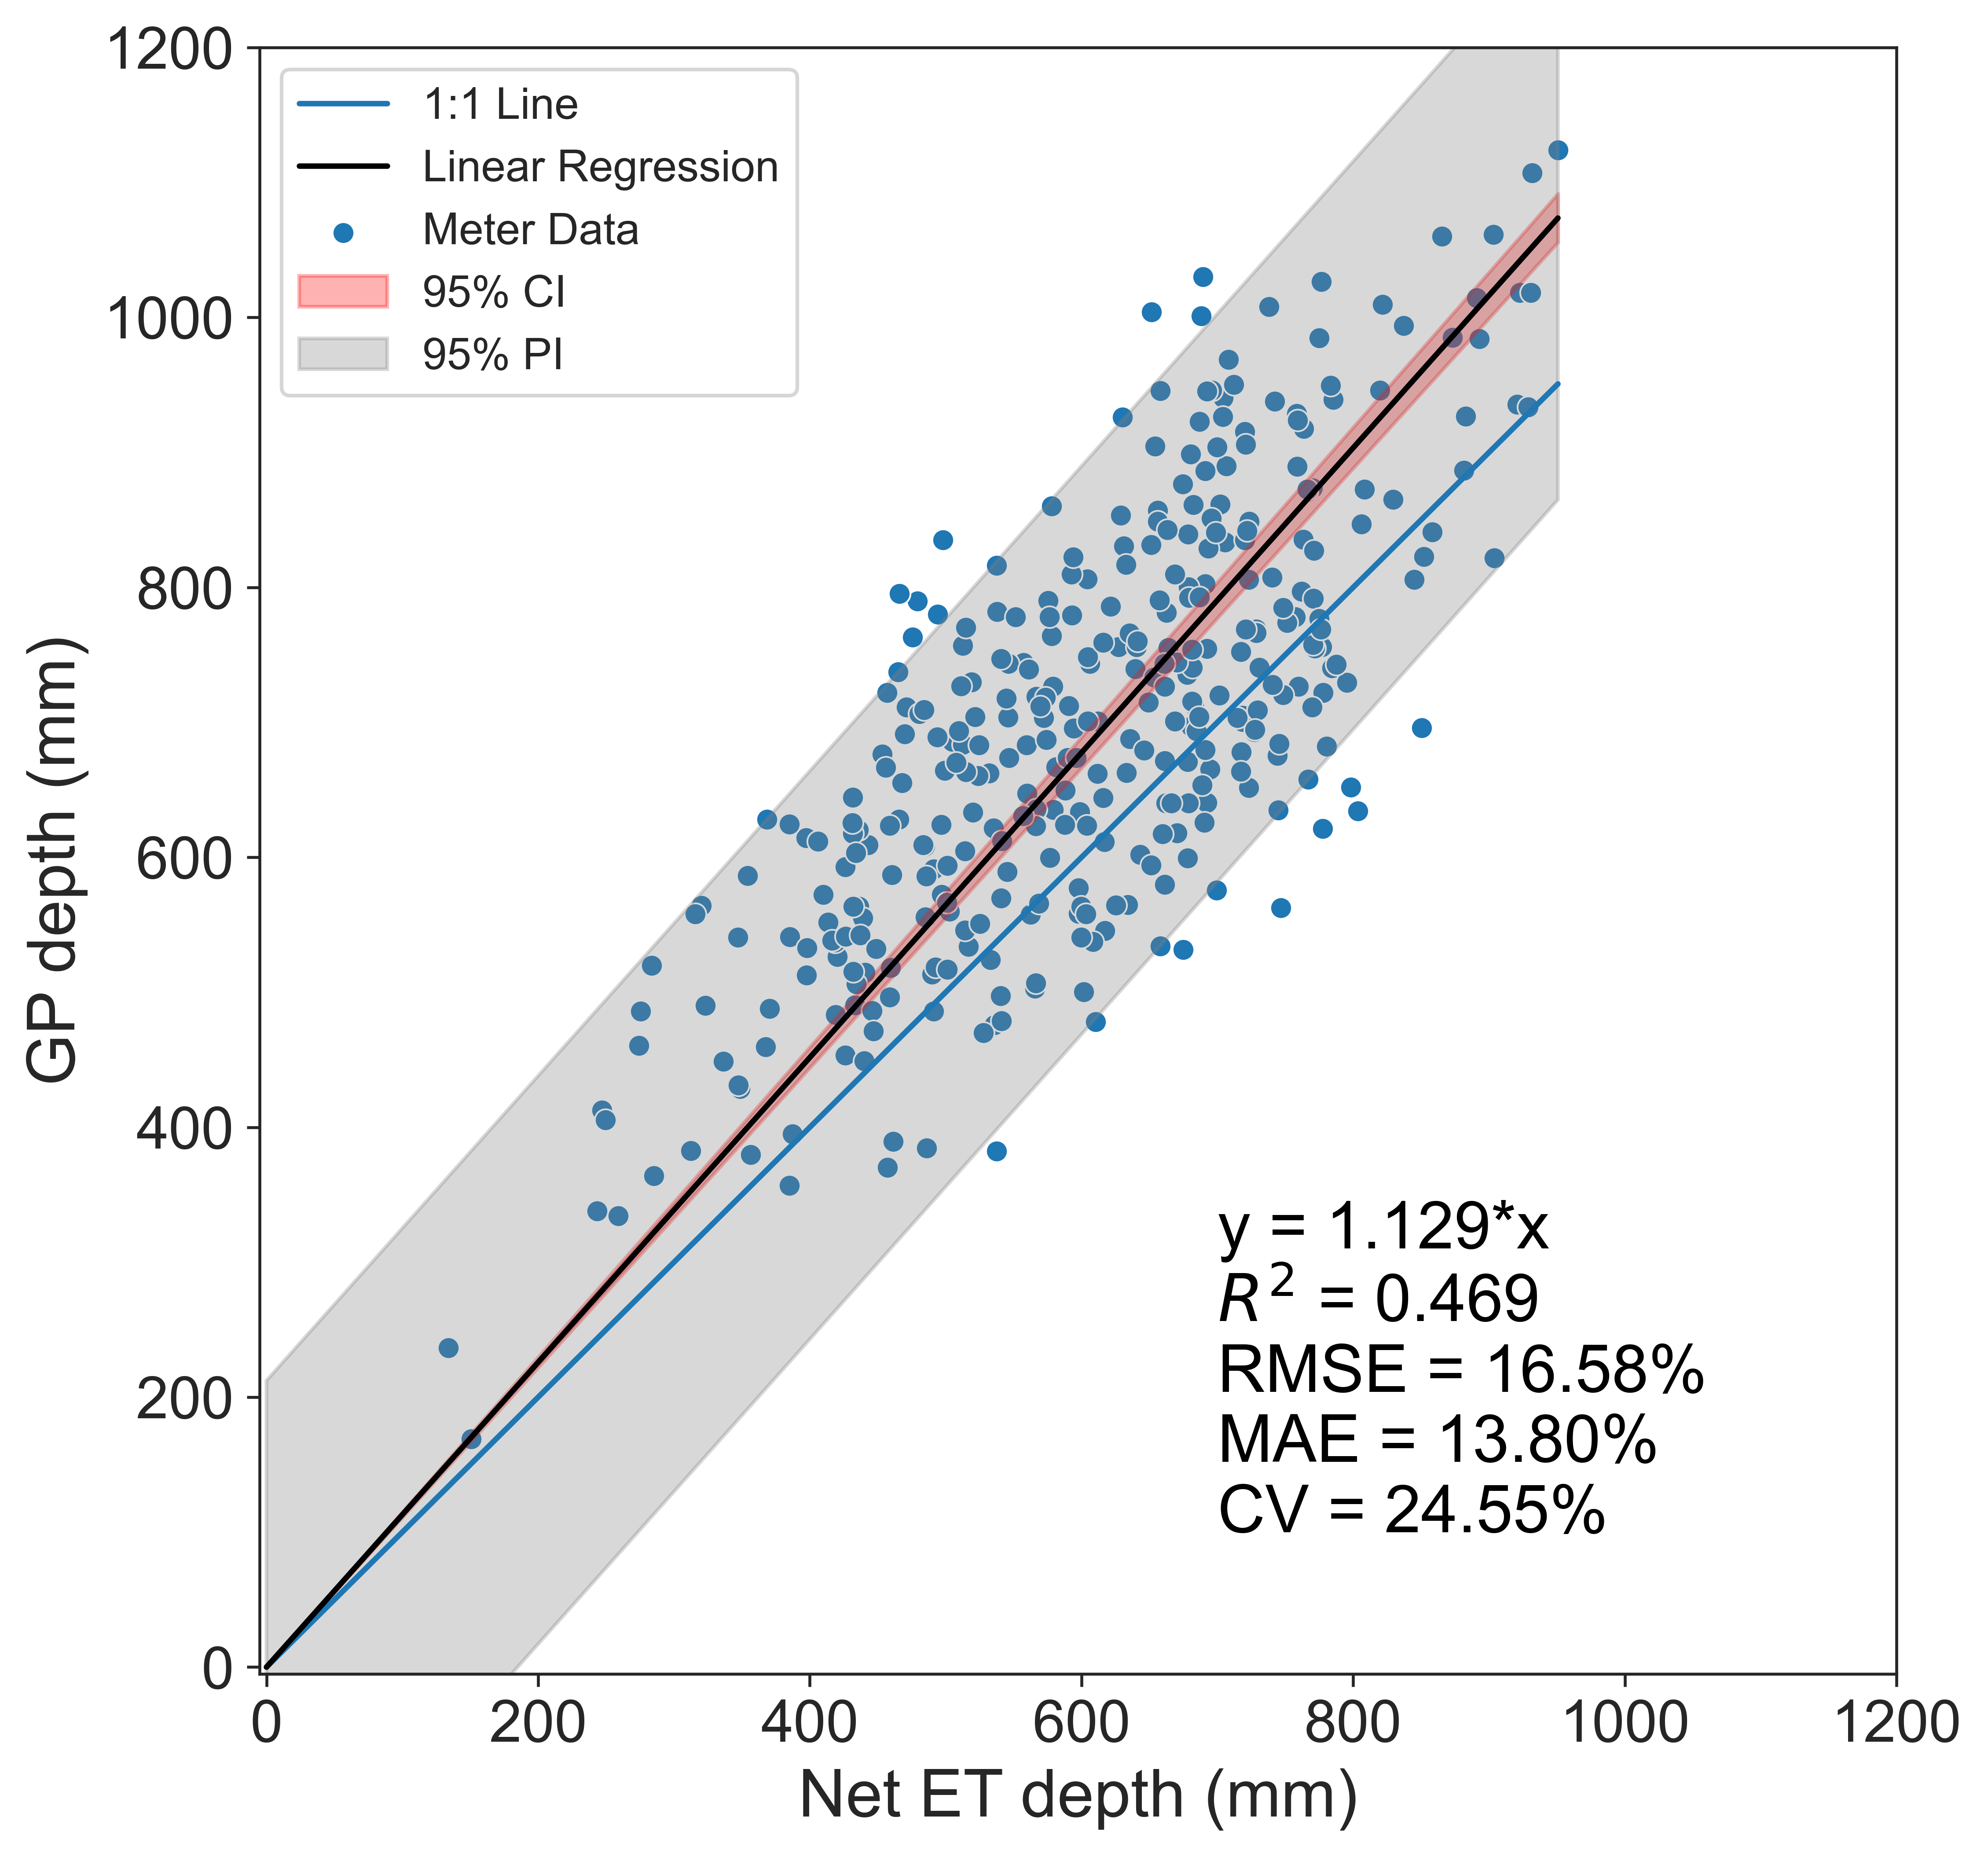 1:1 Line
Linear Regression
Meter Data
95% CI
95% PI
1200
1000
800
600
400
200
0
GP depth (mm)
y = 1.129*x
R² = 0.469
RMSE = 16.58%
MAE = 13.80%
CV = 24.55%
0 200 400 600 800 1000 1200
Net ET depth (mm)